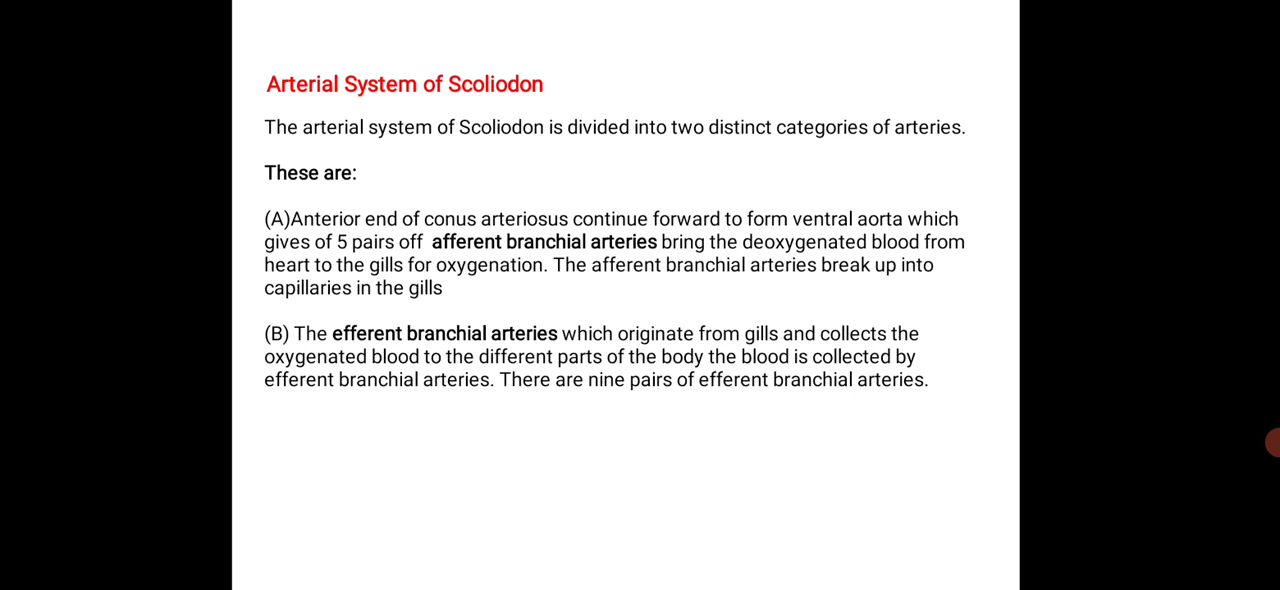 Arterial System of Scoliodon
The arterial system of Scoliodon is divided into two distinct categories of arteries.
These are:
(A)Anterior end of conus arteriosus continue forward to form ventral aorta which
gives of 5 pairs off afferent branchial arteries bring the deoxygenated blood from
heart to the gills for oxygenation. The afferent branchial arteries break up into
capillaries in the gills
(B) The efferent branchial arteries which originate from gills and collects the
oxygenated blood to the different parts of the body the blood is collected by
efferent branchial arteries. There are nine pairs of efferent branchial arteries.